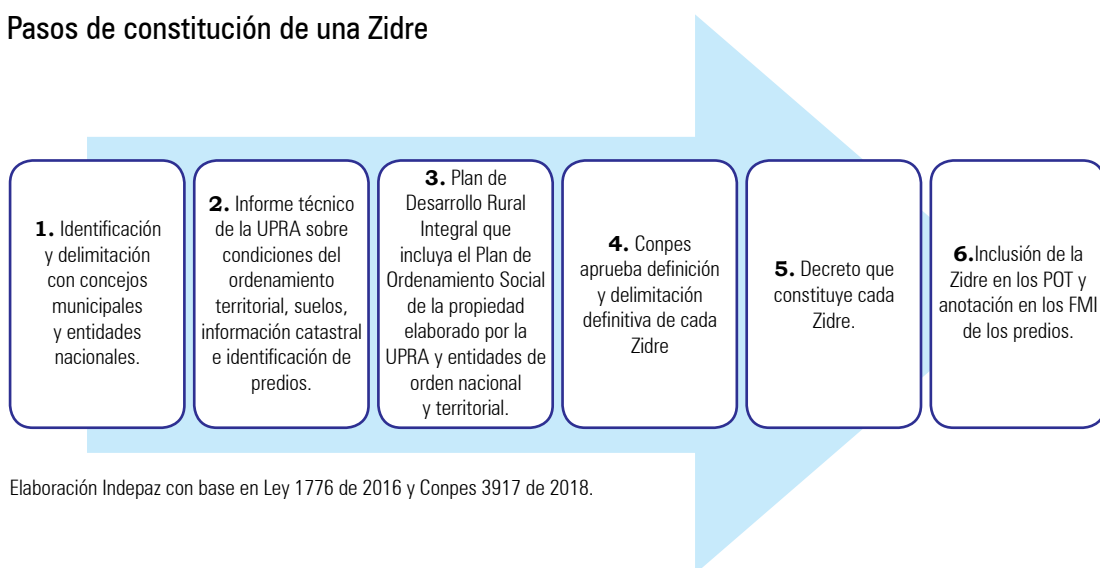 Pasos de constitución de una Zidre
1. Identificación
y delimitación
con concejos
municipales
y entidades
nacionales.
2. Informe técnico
de la UPRA sobre
condiciones del
ordenamiento
territorial, suelos,
información catastral
e identificación de
predios.
3. Plan de
Desarrollo Rural
Integral que
incluya el Plan de
Ordenamiento Social
de la propiedad
elaborado por la
UPRA y entidades de
orden nacional
y territorial.
4. Conpes
aprueba definición
y delimitación
definitiva de cada
Zidre
5. Decreto que
constituye cada
Zidre.
6.Inclusión de la
Zidre en los POT y
anotación en los FMI
de los predios.
Elaboración Indepaz con base en Ley 1776 de 2016 y Conpes 3917 de 2018.